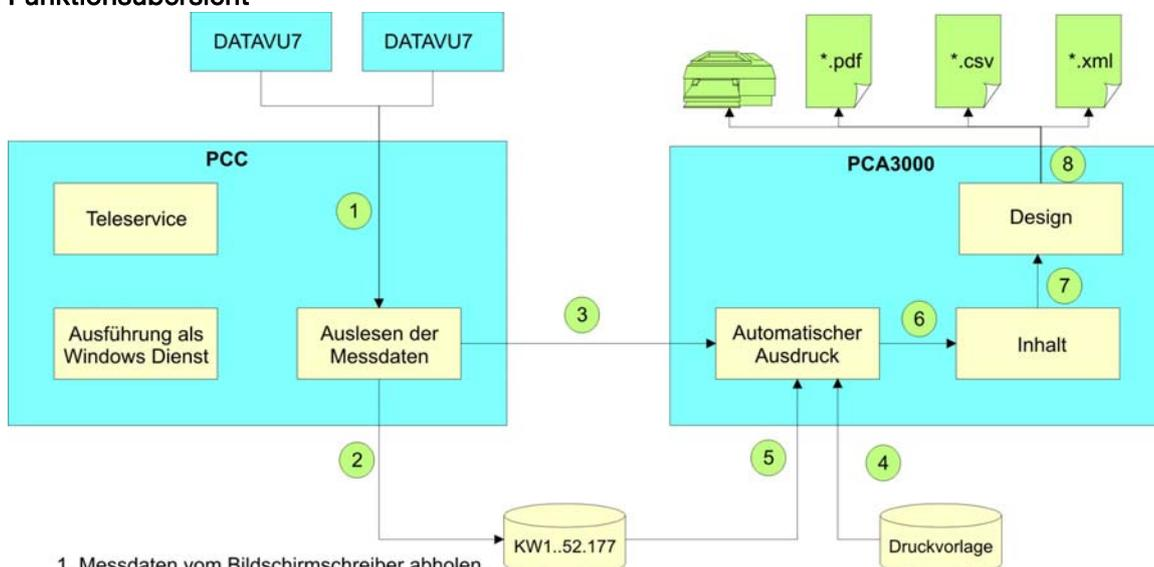 Funktionsübersicht
DATAVU7
DATAVU7
*.pdf
*.csv
*.xml
PCC
PCA3000
8
Teleservice
1
Design
7
3
6
Ausführung als
Windows Dienst
Auslesen der
Messdaten
Automatischer
Ausdruck
Inhalt
2
5
4
KW1..52.177
Druckvorlage
1. Messdaten vom Bildschirmschreiber abholen